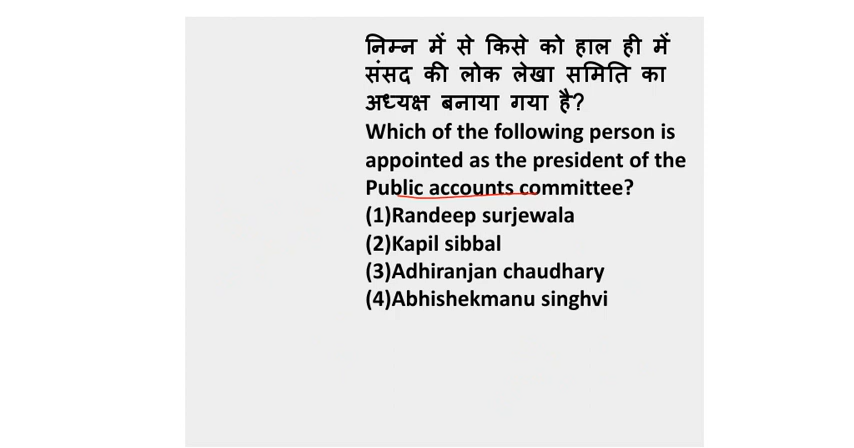 निम्न में से किसे को हाल ही में
संसद की लोक लेखा समिति का
अध्यक्ष बनाया गया है?
Which of the following person is
appointed as the president of the
Public accounts committee?
(1)Randeep surjewala
(2)Kapil sibbal
(3)Adhiranjan chaudhary
(4)Abhishekmanu singhvi